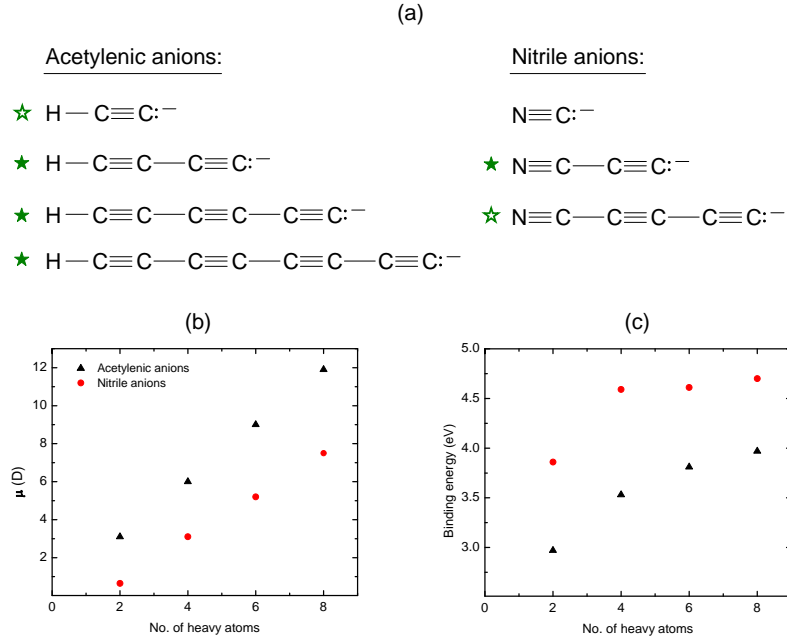 (a)
Acetylenic anions:
H — C≡C:−
H — C≡C — C≡C:−
H — C≡C — C≡C — C≡C:−
H — C≡C — C≡C — C≡C — C≡C:−
Nitrile anions:
N≡C:−
N≡C — C≡C:−
N≡C — C≡C — C≡C:−
(b)
12
10
8
6
4
2
μ (D)
Acetylenic anions
Nitrile anions
0 2 4 6 8
No. of heavy atoms
(c)
5.0
4.5
4.0
3.5
3.0
Binding energy (eV)
0 2 4 6 8
No. of heavy atoms